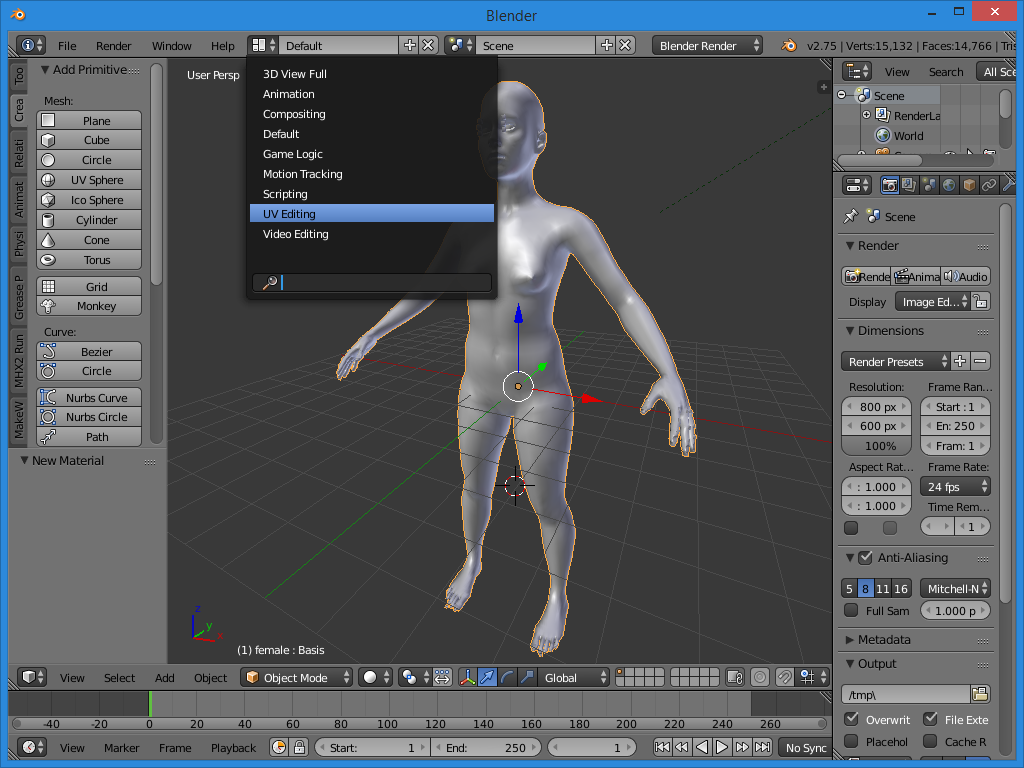 Blender
File Render Window Help Default Scene Blender Render v2.75 | Verts:15,132 | Faces:14,766 | Tris
Too
Crea
Relati
Animat
Physi
Grease P
MHX2 Run
MakeW
Add Primitive
Mesh:
Plane
Cube
Circle
UV Sphere
Ico Sphere
Cylinder
Cone
Torus
Grid
Monkey
Curve:
Bezier
Circle
Nurbs Curve
Nurbs Circle
Path
New Material
User Persp
3D View Full
Animation
Compositing
Default
Game Logic
Motion Tracking
Scripting
UV Editing
Video Editing
z
y
x
(1) female : Basis
View Select Add Object Object Mode Global
-40 -20 0 20 40 60 80 100 120 140 160 180 200 220 240 260
View Marker Frame Playback Start: 1 End: 250 1 No Sync
View Search All Sce
Scene
RenderLa
World
Scene
Render
Rende Anima Audio
Display Image Ed...
Dimensions
Render Presets
Resolution: Frame Ran...
800 px Start : 1
600 px En: 250
100% Fram: 1
Aspect Rat... Frame Rate:
: 1.000 24 fps
: 1.000 Time Rem...
1
Anti-Aliasing
5 8 11 16 Mitchell-N
Full Sam 1.000 p
Metadata
Output
/tmp\
Overwrit File Exte
Placehol Cache R